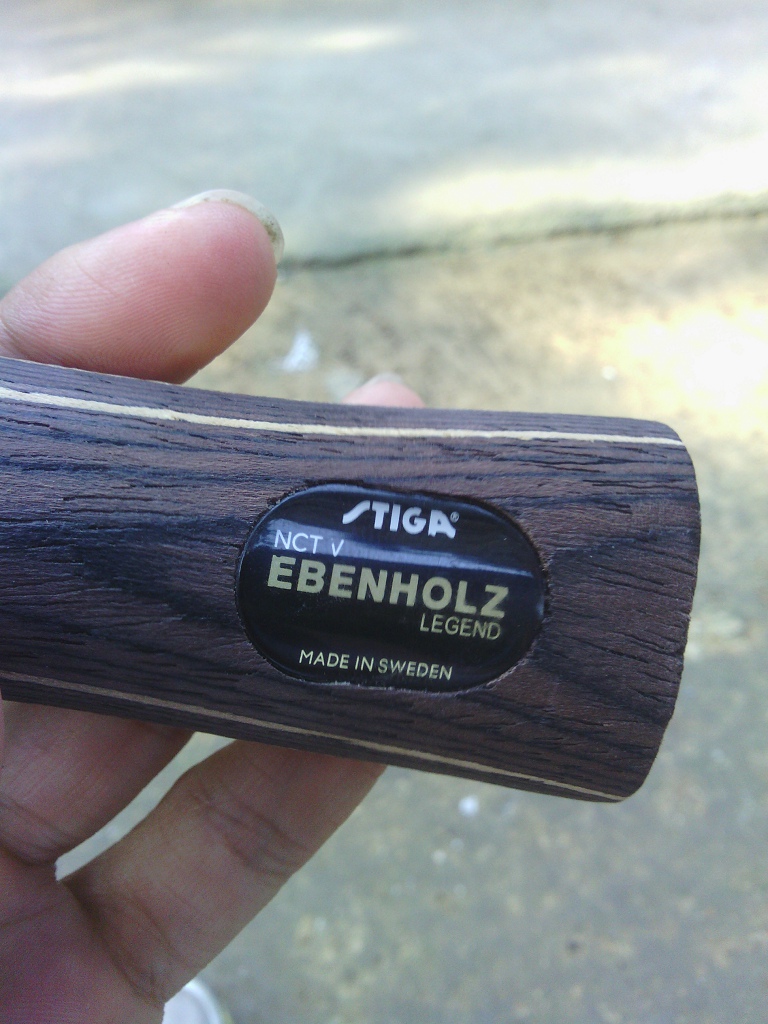 STIGA®
NCT V
EBENHOLZ
LEGEND
MADE IN SWEDEN